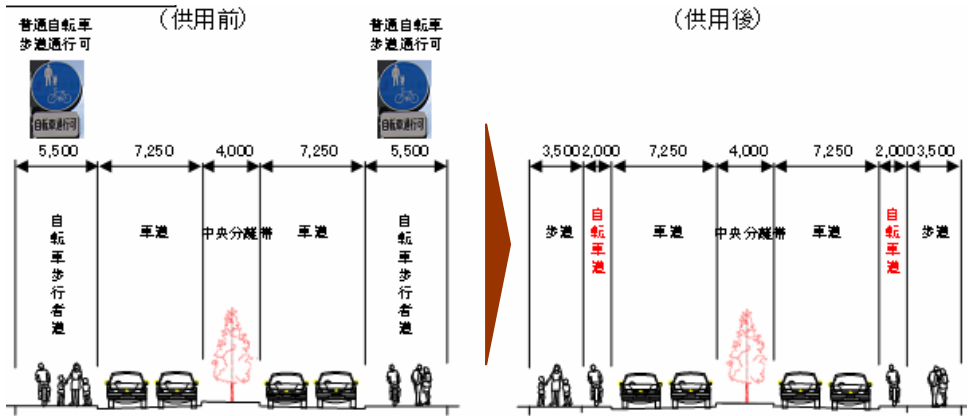 (供用前)
普通自転車
歩道通行可
自転車通行可
普通自転車
歩道通行可
自転車通行可
5,500
7,250
4,000
7,250
5,500
自転車歩行者道
車道
中央分離帯
車道
自転車歩行者道
(供用後)
3,500
2,000
7,250
4,000
7,250
2,000
3,500
歩道
自転車道
車道
中央分離帯
車道
自転車道
歩道